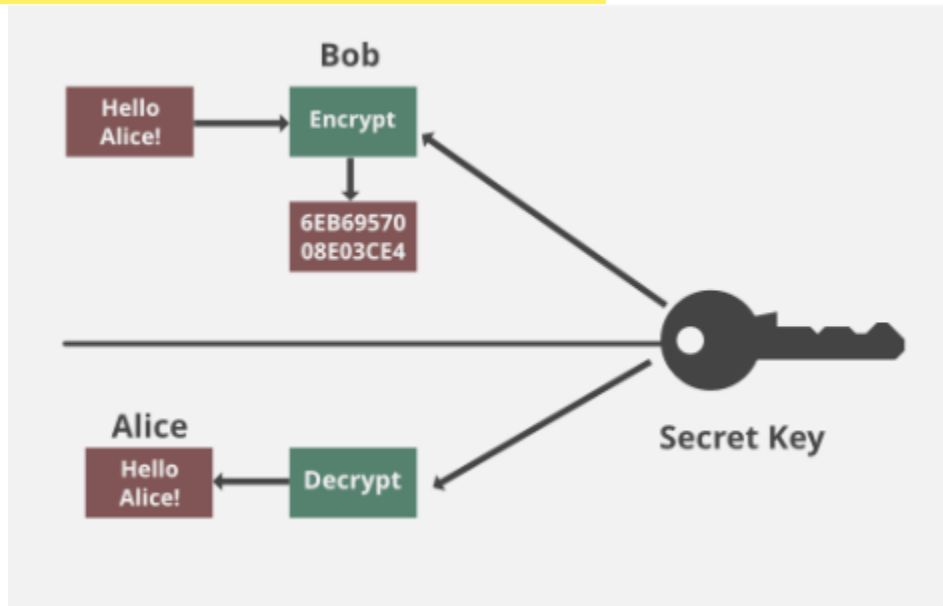 Bob
Hello
Alice!
Encrypt
6EB69570
08E03CE4
Alice
Hello
Alice!
Decrypt
Secret Key